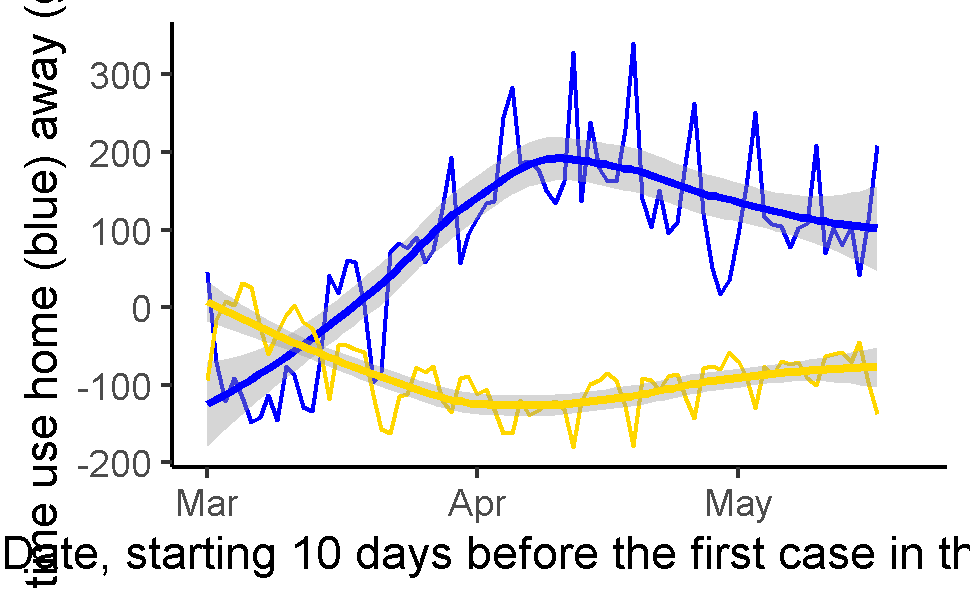 time use home (blue) away (
300
200
100
0
-100
-200
Mar Apr May
Date, starting 10 days before the first case in